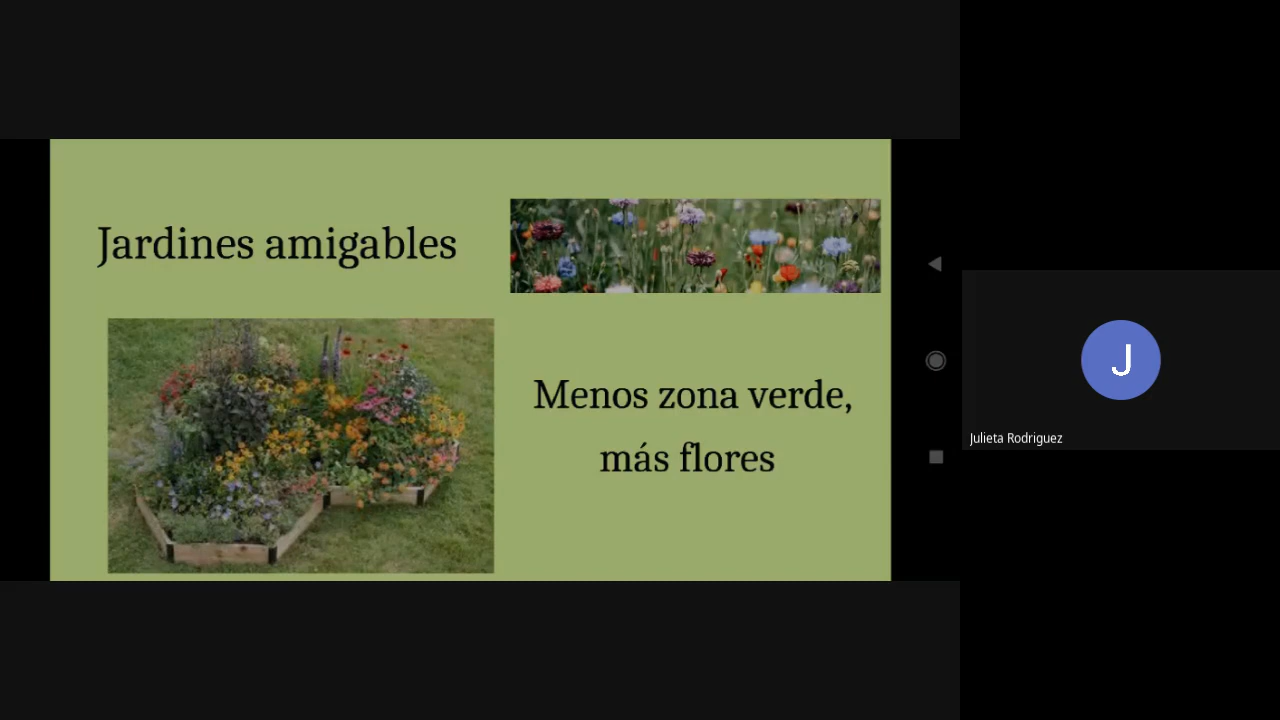 Jardines amigables
Menos zona verde,
más flores
J
Julieta Rodriguez